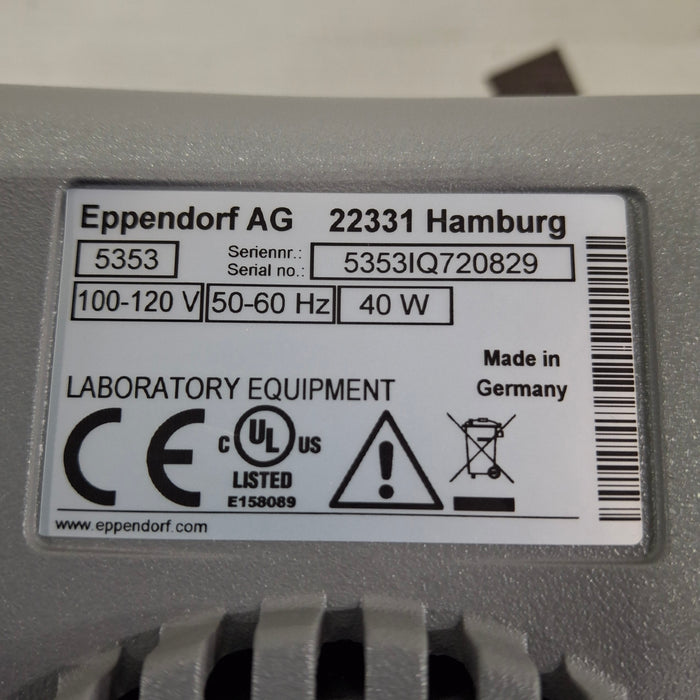 Eppendorf AG 22331 Hamburg
5353 Seriennr.: Serial no.: 5353IQ720829
100-120 V 50-60 Hz 40 W
Made in
Germany
LABORATORY EQUIPMENT
CE C UL US
LISTED
E158089
www.eppendorf.com